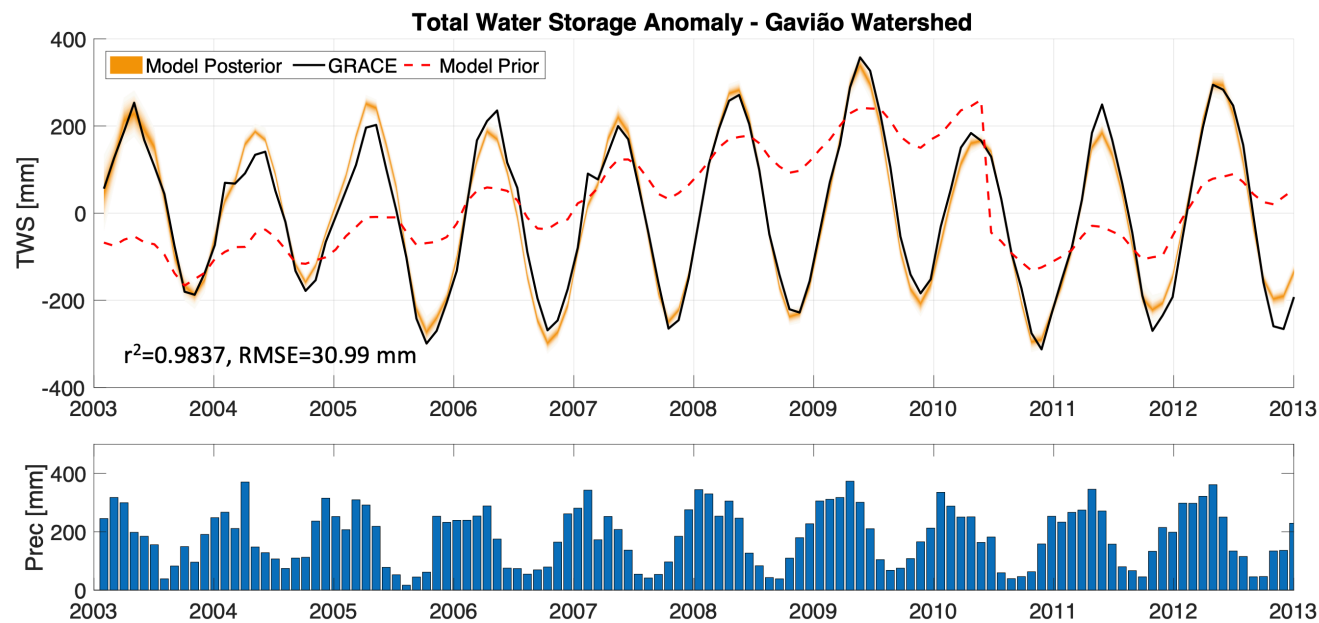 Total Water Storage Anomaly - Gavião Watershed
400
Model Posterior GRACE Model Prior
200
TWS [mm]
0
-200
r²=0.9837, RMSE=30.99 mm
-400
2003 2004 2005 2006 2007 2008 2009 2010 2011 2012 2013
400
Prec [mm]
200
0
2003 2004 2005 2006 2007 2008 2009 2010 2011 2012 2013